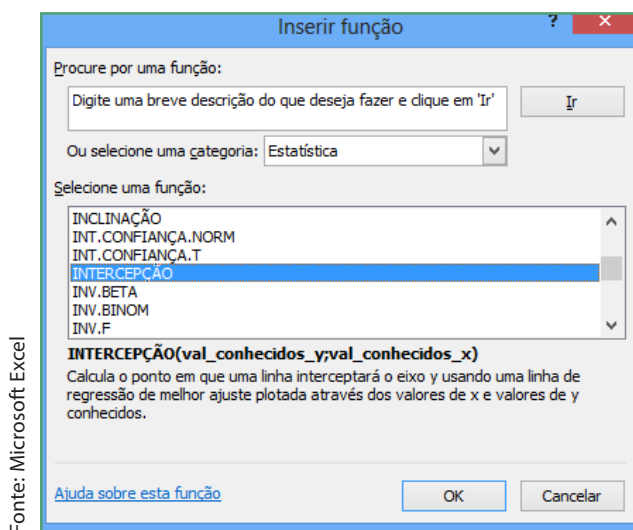 Inserir função
?
Procure por uma função:
Digite uma breve descrição do que deseja fazer e clique em 'Ir'
Ir
Ou selecione uma categoria: Estatística
Selecione uma função:
INCLINAÇÃO
INT.CONFIANÇA.NORM
INT.CONFIANÇA.T
INTERCEPÇÃO
INV.BETA
INV.BINOM
INV.F
INTERCEPÇÃO(val_conhecidos_y;val_conhecidos_x)
Calcula o ponto em que uma linha interceptará o eixo y usando uma linha de
regressão de melhor ajuste plotada através dos valores de x e valores de y
conhecidos.
Ajuda sobre esta função
OK
Cancelar
Fonte: Microsoft Excel